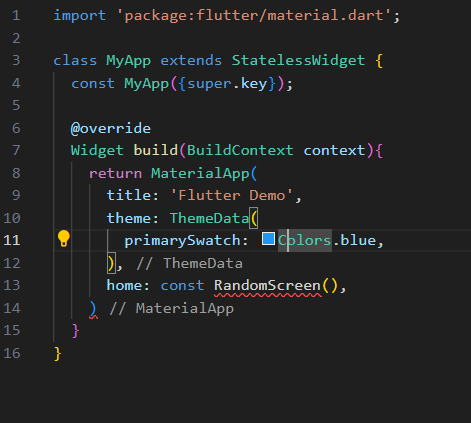 1 import 'package:flutter/material.dart';
2
3 class MyApp extends StatelessWidget {
4   const MyApp({super.key});
5
6   @override
7   Widget build(BuildContext context){
8     return MaterialApp(
9       title: 'Flutter Demo',
10       theme: ThemeData(
11         primarySwatch: Colors.blue,
12       ), // ThemeData
13       home: const RandomScreen(),
14     ) // MaterialApp
15   }
16 }